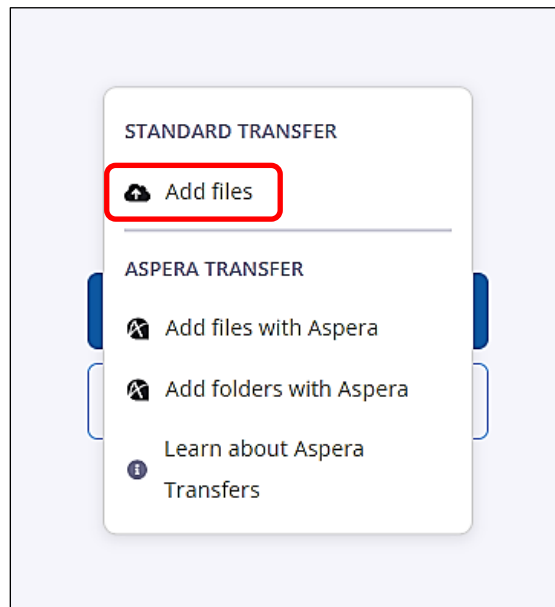 STANDARD TRANSFER
Add files
ASPERA TRANSFER
Add files with Aspera
Add folders with Aspera
Learn about Aspera
Transfers